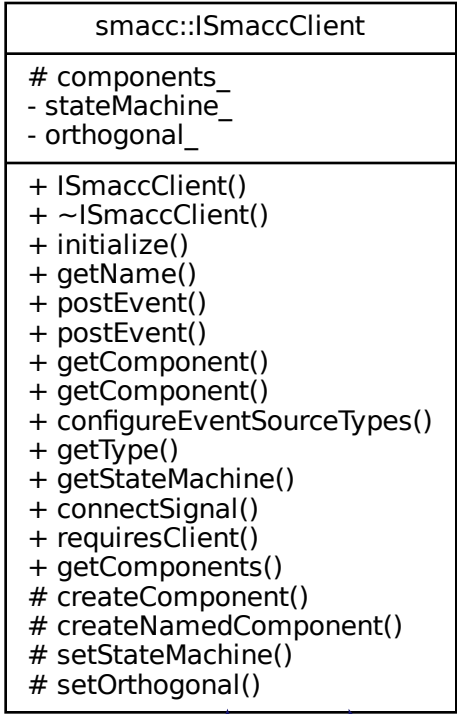 smacc::ISmaccClient
# components_
- stateMachine_
- orthogonal_
+ ISmaccClient()
+ ~ISmaccClient()
+ initialize()
+ getName()
+ postEvent()
+ postEvent()
+ getComponent()
+ getComponent()
+ configureEventSourceTypes()
+ getType()
+ getStateMachine()
+ connectSignal()
+ requiresClient()
+ getComponents()
# createComponent()
# createNamedComponent()
# setStateMachine()
# setOrthogonal()